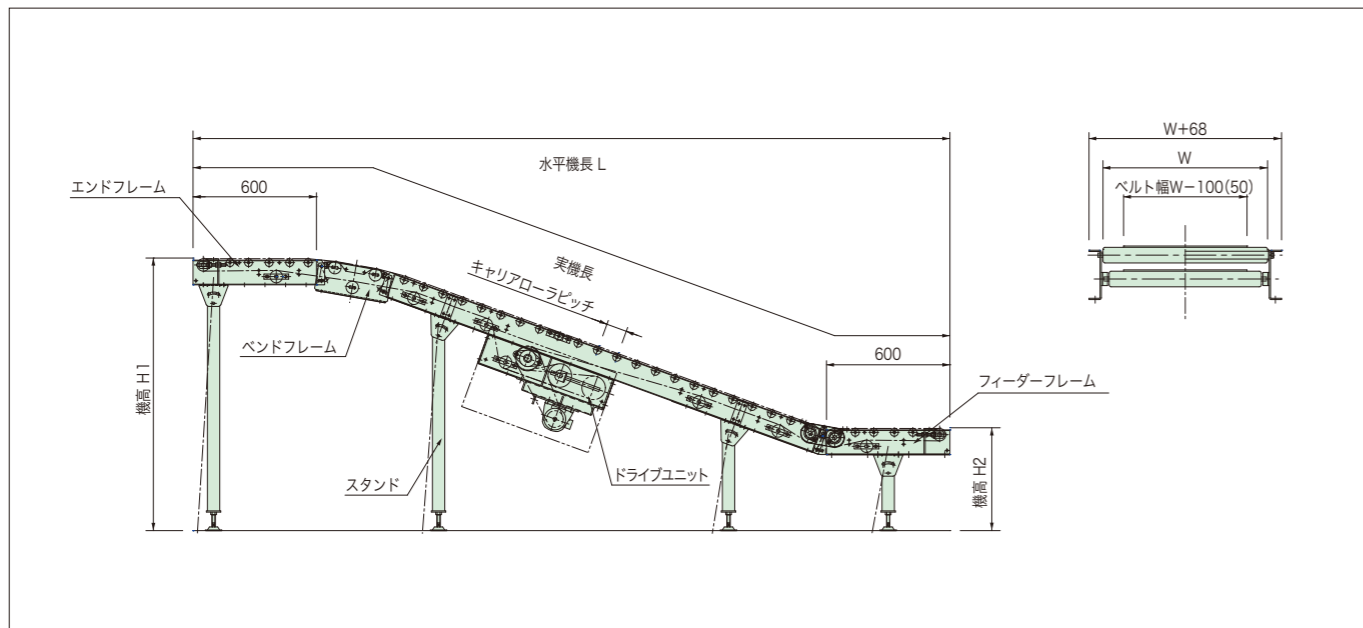 水平機長 L
W+68
W
ベルト幅W−100(50)
エンドフレーム
600
実機長
キャリアローラピッチ
ベンドフレーム
機高 H1
600
フィーダーフレーム
スタンド
ドライブユニット
機高 H2